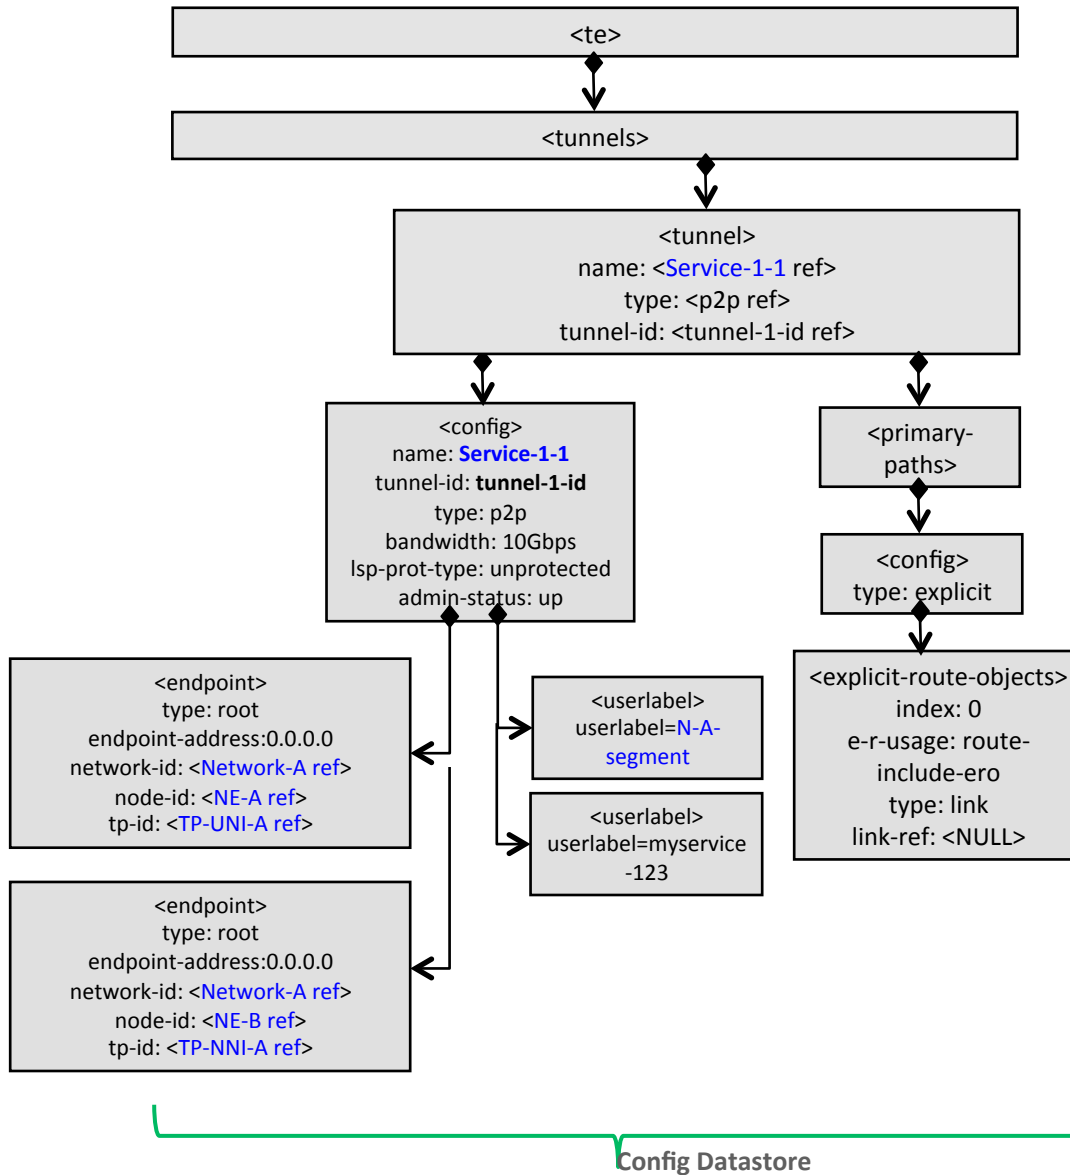 <te>
<tunnels>
<tunnel>
name: <Service-1-1 ref>
type: <p2p ref>
tunnel-id: <tunnel-1-id ref>
<config>
name: Service-1-1
tunnel-id: tunnel-1-id
type: p2p
bandwidth: 10Gbps
lsp-prot-type: unprotected
admin-status: up
<primary-
paths>
<config>
type: explicit
<endpoint>
type: root
endpoint-address:0.0.0.0
network-id: <Network-A ref>
node-id: <NE-A ref>
tp-id: <TP-UNI-A ref>
<userlabel>
userlabel=N-A-
segment
<userlabel>
userlabel=myservice
-123
<explicit-route-objects>
index: 0
e-r-usage: route-
include-ero
type: link
link-ref: <NULL>
<endpoint>
type: root
endpoint-address:0.0.0.0
network-id: <Network-A ref>
node-id: <NE-B ref>
tp-id: <TP-NNI-A ref>
Config Datastore